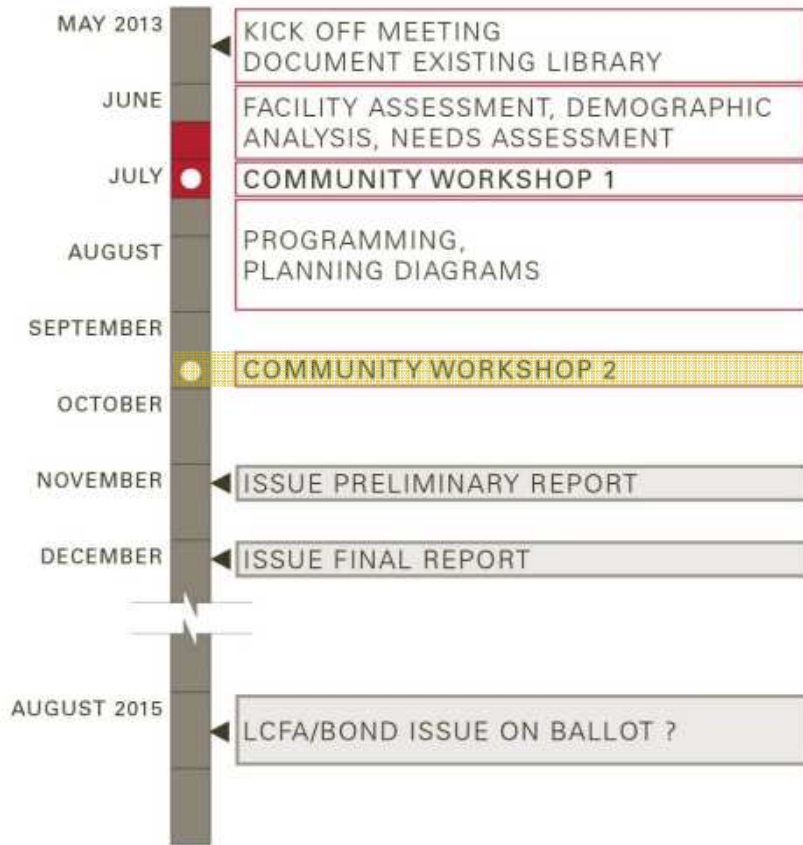 MAY 2013
KICK OFF MEETING
DOCUMENT EXISTING LIBRARY
JUNE
FACILITY ASSESSMENT, DEMOGRAPHIC
ANALYSIS, NEEDS ASSESSMENT
JULY
COMMUNITY WORKSHOP 1
AUGUST
PROGRAMMING,
PLANNING DIAGRAMS
SEPTEMBER
COMMUNITY WORKSHOP 2
OCTOBER
NOVEMBER
ISSUE PRELIMINARY REPORT
DECEMBER
ISSUE FINAL REPORT
AUGUST 2015
LCFA/BOND ISSUE ON BALLOT ?